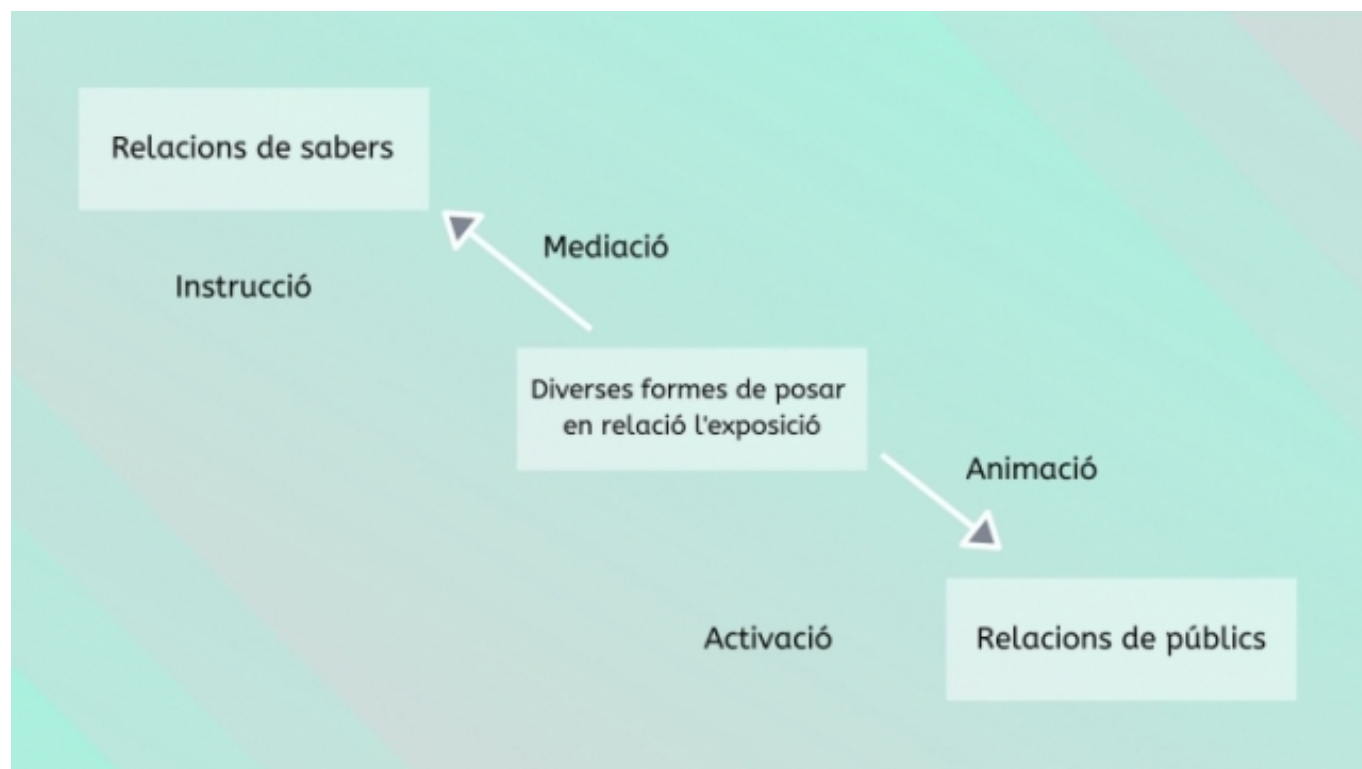 Relacions de sabers
Mediació
Instrucció
Diverses formes de posar
en relació l'exposició
Animació
Activació
Relacions de públics